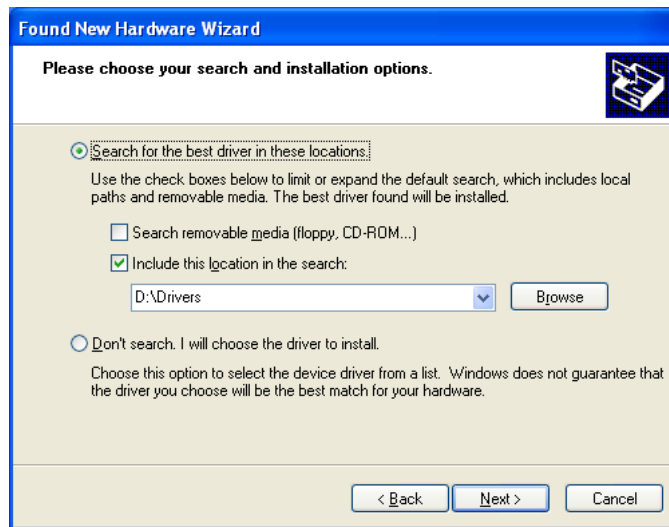 Found New Hardware Wizard
Please choose your search and installation options.
Search for the best driver in these locations.
Use the check boxes below to limit or expand the default search, which includes local
paths and removable media. The best driver found will be installed.
Search removable media (floppy, CD-ROM...)
Include this location in the search:
D:\Drivers
Browse
Don't search. I will choose the driver to install.
Choose this option to select the device driver from a list. Windows does not guarantee that
the driver you choose will be the best match for your hardware.
< Back
Next >
Cancel